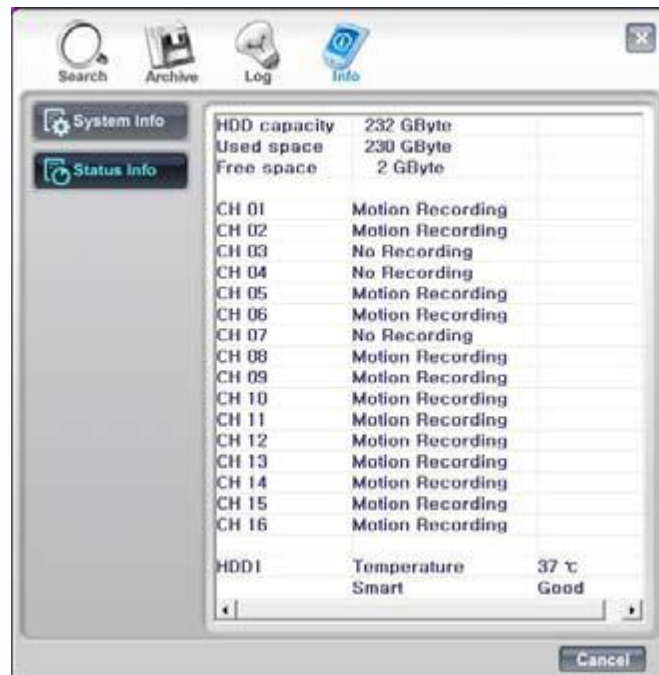 Search Archive Log Info
System Info
Status Info
HDD capacity 232 GByte
Used space 230 GByte
Free space 2 GByte
CH 01 Motion Recording
CH 02 Motion Recording
CH 03 No Recording
CH 04 No Recording
CH 05 Motion Recording
CH 06 Motion Recording
CH 07 No Recording
CH 08 Motion Recording
CH 09 Motion Recording
CH 10 Motion Recording
CH 11 Motion Recording
CH 12 Motion Recording
CH 13 Motion Recording
CH 14 Motion Recording
CH 15 Motion Recording
CH 16 Motion Recording
HDD1 Temperature 37 ℃
Smart Good
Cancel